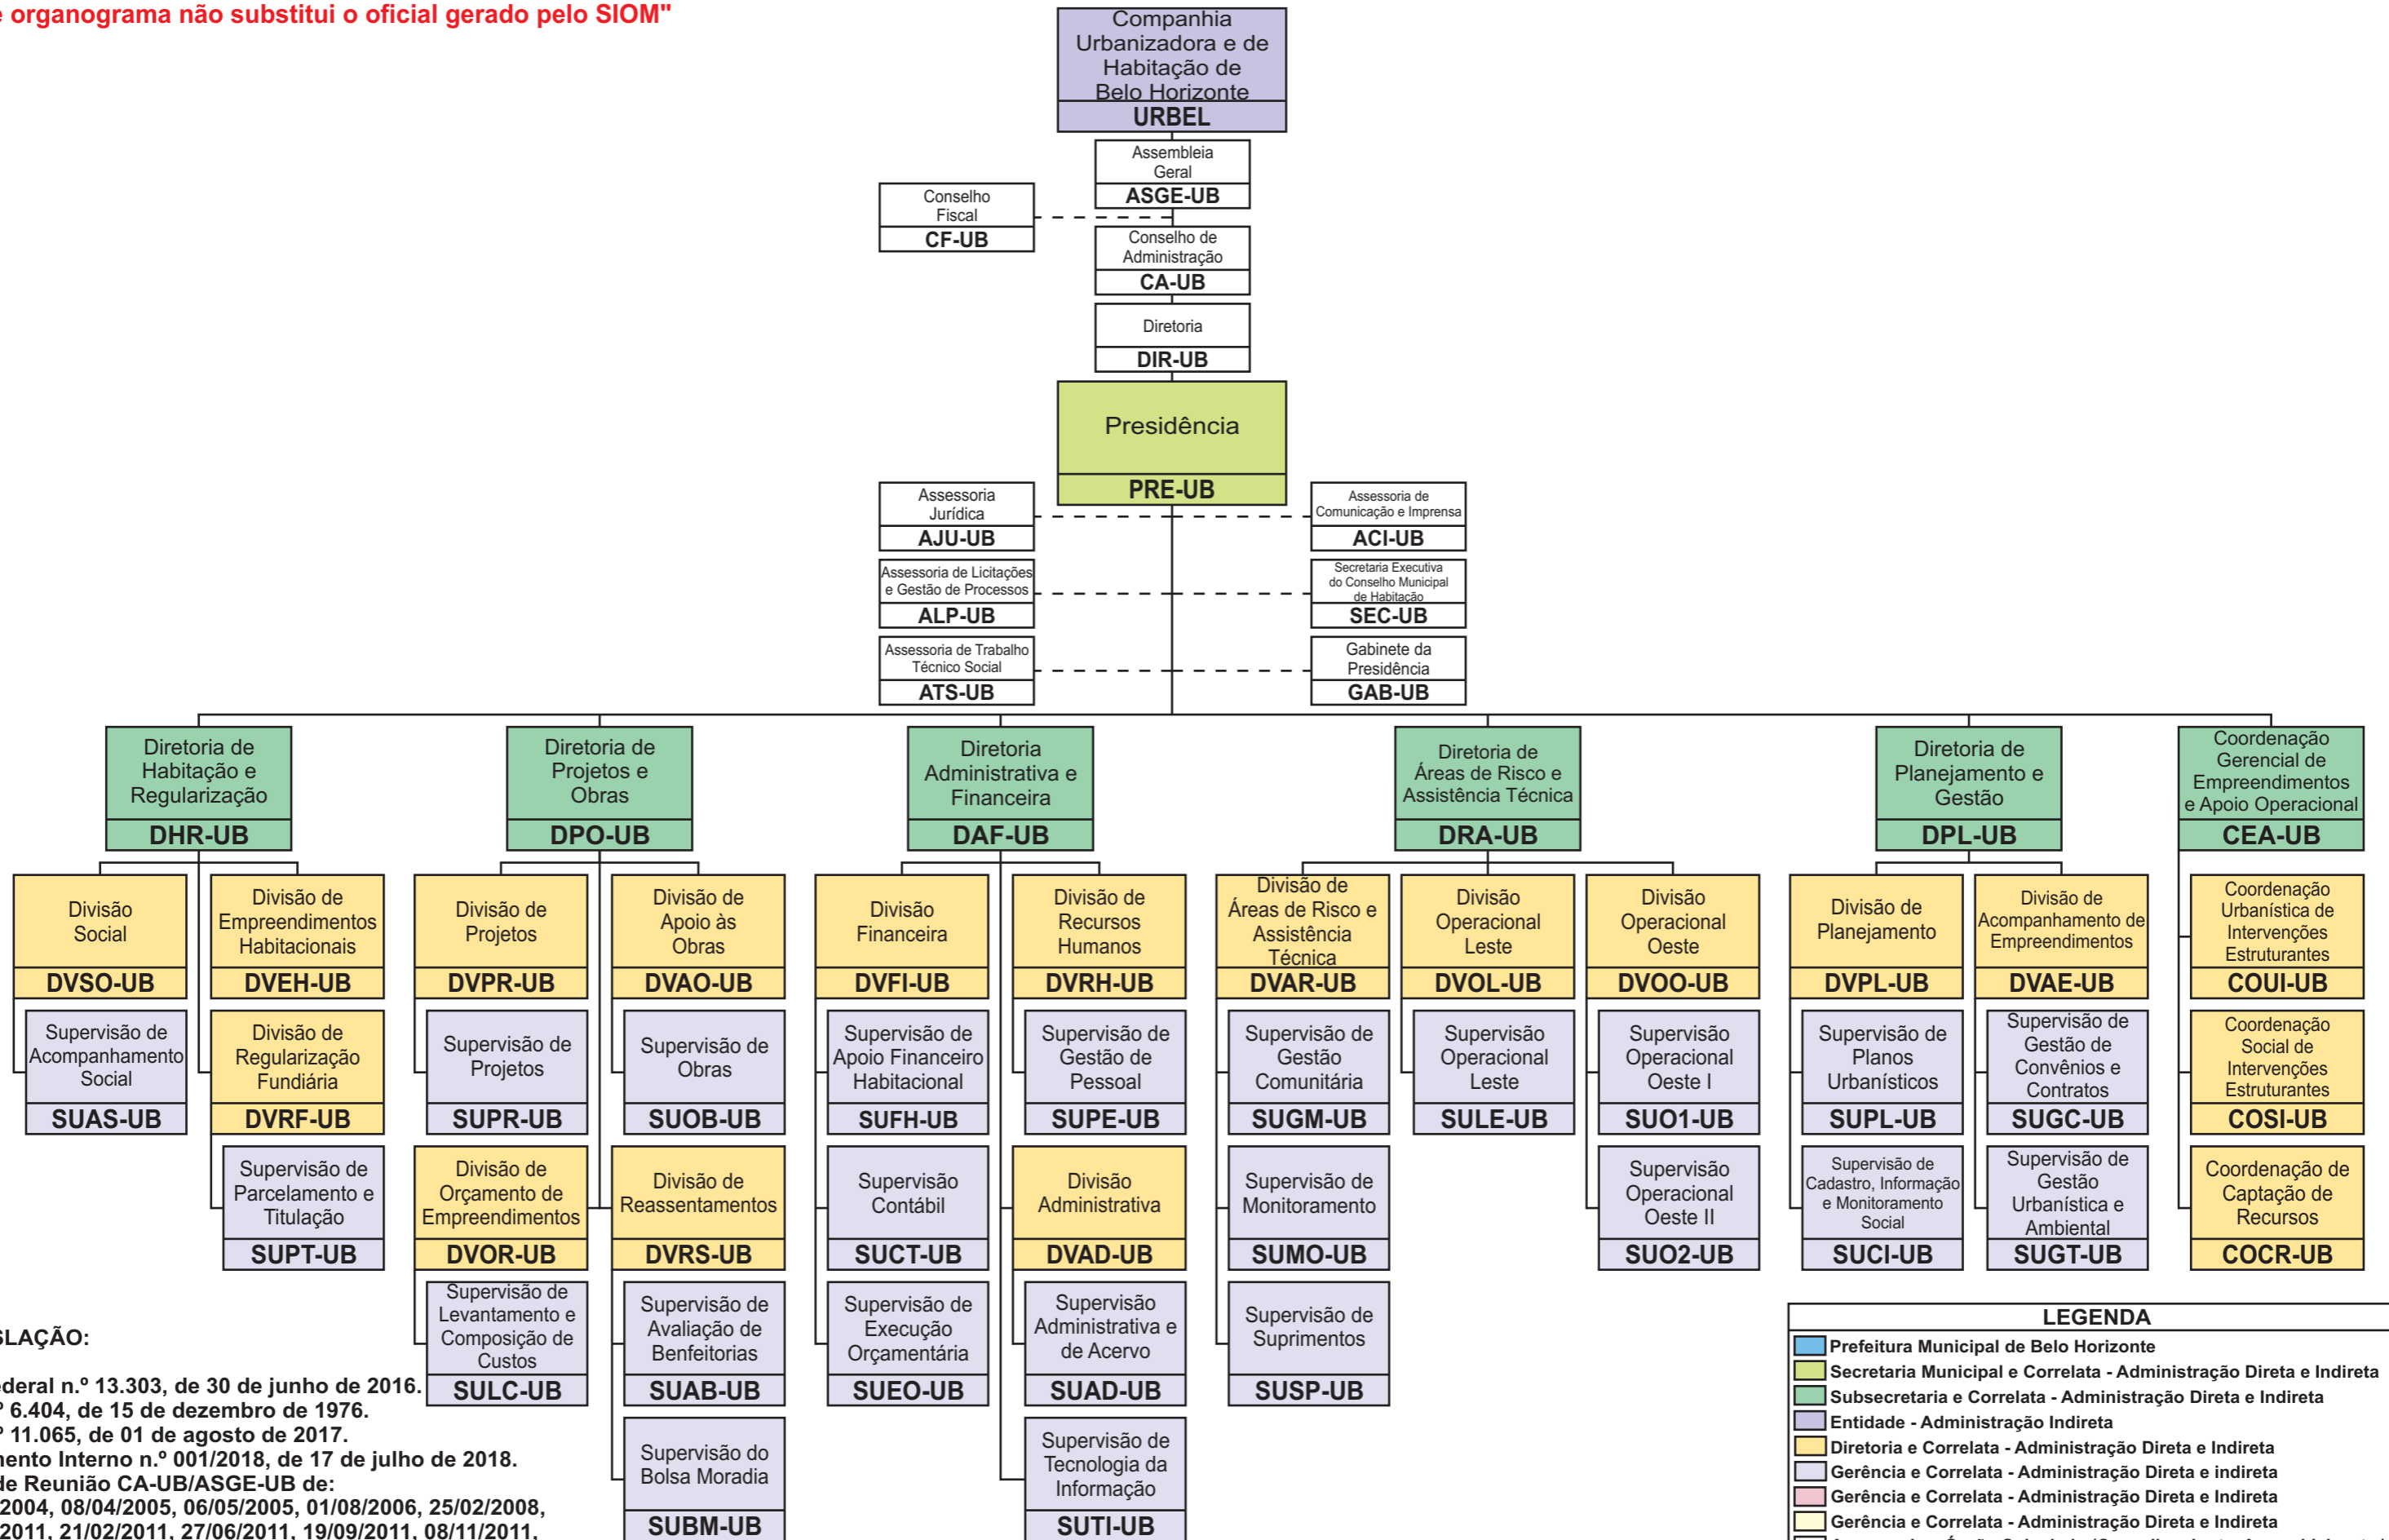 organograma não substitui o oficial gerado pelo SIOM"
Companhia
Urbanizadora e de
Habitação de
Belo Horizonte
URBEL
Assembleia
Geral
ASGE-UB
Conselho
Fiscal
CF-UB
Conselho de
Administração
CA-UB
Diretoria
DIR-UB
Presidência
PRE-UB
Assessoria
Jurídica
AJU-UB
Assessoria de
Comunicação e Imprensa
ACI-UB
Assessoria de Licitações
e Gestão de Processos
ALP-UB
Secretaria Executiva
do Conselho Municipal
de Habitação
SEC-UB
Assessoria de Trabalho
Técnico Social
ATS-UB
Gabinete da
Presidência
GAB-UB
Diretoria de
Habitação e
Regularização
DHR-UB
Diretoria de
Projetos e
Obras
DPO-UB
Diretoria
Administrativa e
Financeira
DAF-UB
Diretoria de
Áreas de Risco e
Assistência Técnica
DRA-UB
Diretoria de
Planejamento e
Gestão
DPL-UB
Coordenação
Gerencial de
Empreendimentos
e Apoio Operacional
CEA-UB
Divisão
Social
DVSO-UB
Divisão de
Empreendimentos
Habitacionais
DVEH-UB
Divisão de
Projetos
DVPR-UB
Divisão de
Apoio às
Obras
DVAO-UB
Divisão
Financeira
DVFI-UB
Divisão de
Recursos
Humanos
DVRH-UB
Divisão de
Áreas de Risco e
Assistência
Técnica
DVAR-UB
Divisão
Operacional
Leste
DVOL-UB
Divisão
Operacional
Oeste
DVOO-UB
Divisão de
Planejamento
DVPL-UB
Divisão de
Acompanhamento de
Empreendimentos
DVAE-UB
Coordenação
Urbanística de
Intervenções
Estruturantes
COUI-UB
Supervisão de
Acompanhamento
Social
SUAS-UB
Divisão de
Regularização
Fundiária
DVRF-UB
Supervisão de
Projetos
SUPR-UB
Supervisão de
Obras
SUOB-UB
Supervisão de
Apoio Financeiro
Habitacional
SUFH-UB
Supervisão de
Gestão de
Pessoal
SUPE-UB
Supervisão de
Gestão
Comunitária
SUGM-UB
Supervisão
Operacional
Leste
SULE-UB
Supervisão
Operacional
Oeste I
SUO1-UB
Supervisão de
Planos
Urbanísticos
SUPL-UB
Supervisão de
Gestão de
Convênios e
Contratos
SUGC-UB
Coordenação
Social de
Intervenções
Estruturantes
COSI-UB
Supervisão de
Parcelamento e
Titulação
SUPT-UB
Divisão de
Orçamento de
Empreendimentos
DVOR-UB
Divisão de
Reassentamentos
DVRS-UB
Supervisão
Contábil
SUCT-UB
Divisão
Administrativa
DVAD-UB
Supervisão de
Monitoramento
SUMO-UB
Supervisão
Operacional
Oeste II
SUO2-UB
Supervisão de
Cadastro, Informação
e Monitoramento
Social
SUCI-UB
Supervisão de
Gestão
Urbanística e
Ambiental
SUGT-UB
Coordenação de
Captação de
Recursos
COCR-UB
Supervisão de
Levantamento e
Composição de
Custos
SULC-UB
Supervisão de
Avaliação de
Benfeitorias
SUAB-UB
Supervisão de
Execução
Orçamentária
SUEO-UB
Supervisão
Administrativa e
de Acervo
SUAD-UB
Supervisão de
Suprimentos
SUSP-UB
Supervisão do
Bolsa Moradia
SUBM-UB
Supervisão de
Tecnologia da
Informação
SUTI-UB
SLAÇÃO:
ederal n.º 13.303, de 30 de junho de 2016.
º 6.404, de 15 de dezembro de 1976.
º 11.065, de 01 de agosto de 2017.
mento Interno n.º 001/2018, de 17 de julho de 2018.
de Reunião CA-UB/ASGE-UB de:
2004, 08/04/2005, 06/05/2005, 01/08/2006, 25/02/2008,
2011, 21/02/2011, 27/06/2011, 19/09/2011, 08/11/2011,
LEGENDA
Prefeitura Municipal de Belo Horizonte
Secretaria Municipal e Correlata - Administração Direta e Indireta
Subsecretaria e Correlata - Administração Direta e Indireta
Entidade - Administração Indireta
Diretoria e Correlata - Administração Direta e Indireta
Gerência e Correlata - Administração Direta e indireta
Gerência e Correlata - Administração Direta e Indireta
Gerência e Correlata - Administração Direta e Indireta